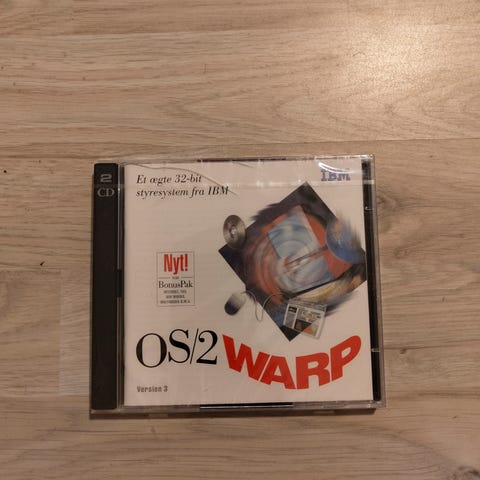 2
CD
Et ægte 32-bit
styresystem fra IBM
IBM
Nyt!
BonusPak
OS/2 WARP
Version 3